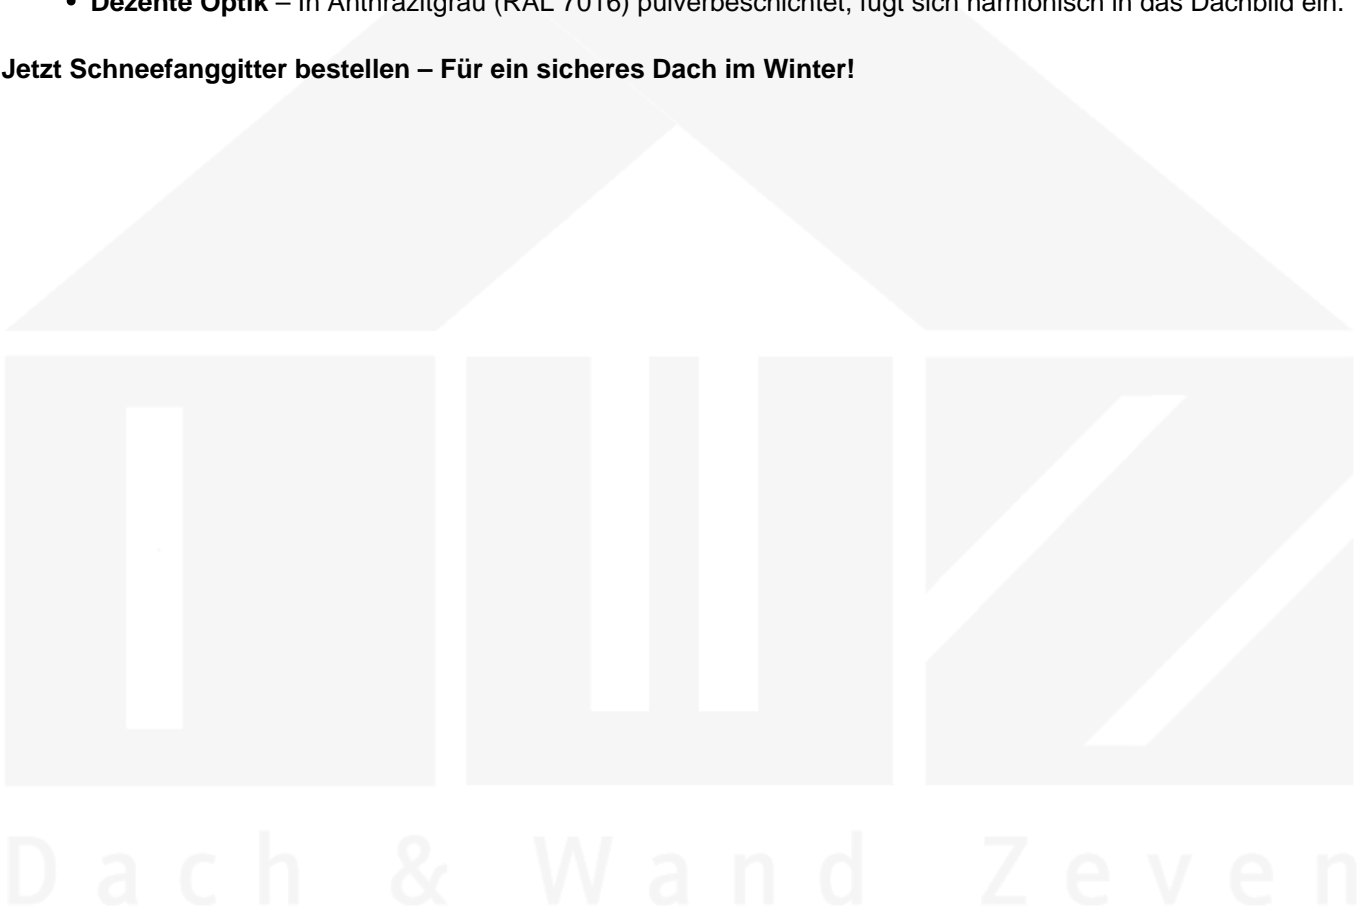 • Dezente Optik – In Anthrazitgrau (RAL 7016) pulverbeschichtet, fügt sich harmonisch in das Dachbild ein.
Jetzt Schneefanggitter bestellen – Für ein sicheres Dach im Winter!
Dach & Wand Zeven